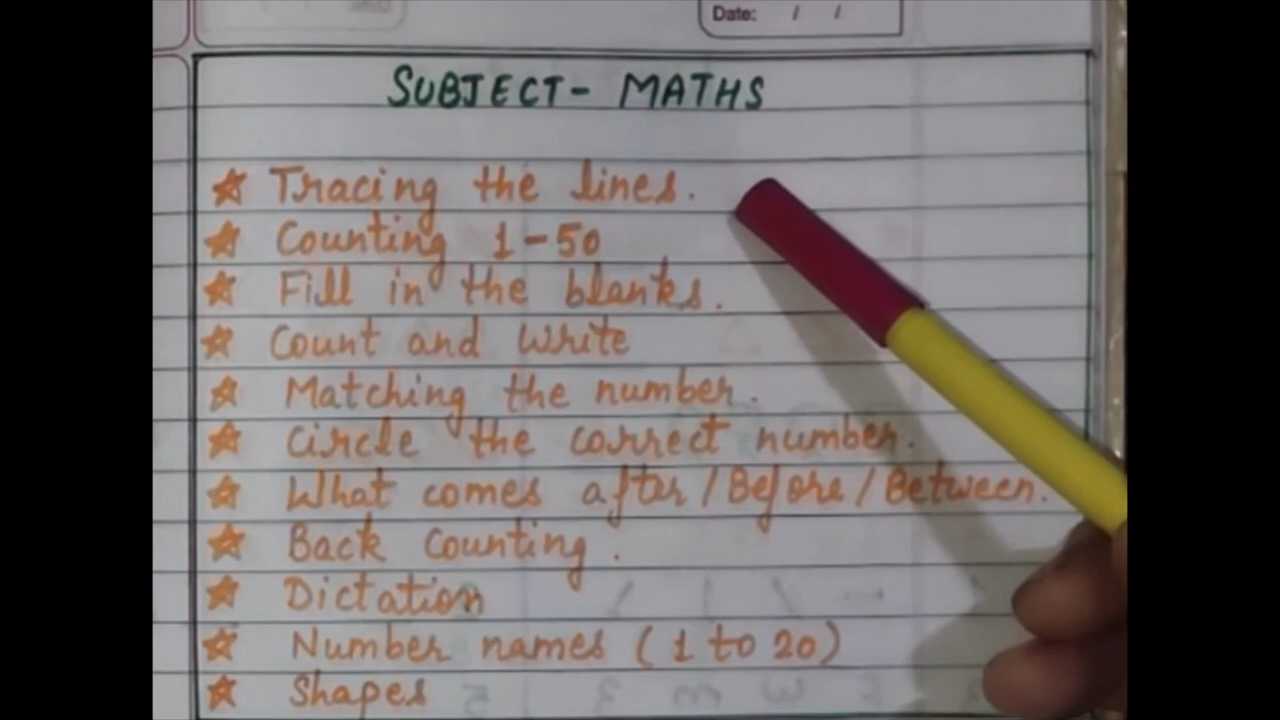 Date: / /
SUBJECT- MATHS
Tracing the lines.
Counting 1-50
Fill in the blanks.
Count and Write
Matching the number.
Circle the correct number.
What comes after/Before/Between.
Back Counting.
Dictation
Number names (1 to 20)
Shapes